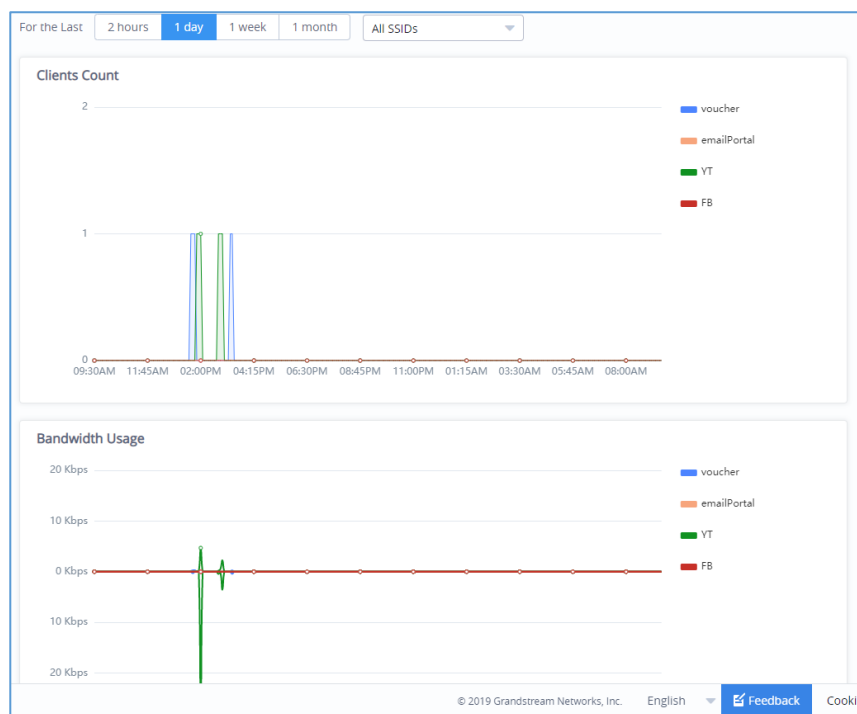 For the Last 2 hours 1 day 1 week 1 month All SSIDs
Clients Count
2
voucher
emailPortal
YT
FB
1
0
09:30AM 11:45AM 02:00PM 04:15PM 06:30PM 08:45PM 11:00PM 01:15AM 03:30AM 05:45AM 08:00AM
Bandwidth Usage
20 Kbps
voucher
emailPortal
10 Kbps
YT
0 Kbps
FB
10 Kbps
20 Kbps
© 2019 Grandstream Networks, Inc. English Feedback Cooki